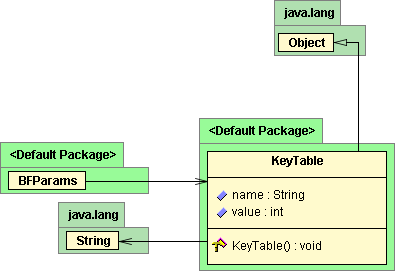 java.lang
Object
<Default Package>
KeyTable
name : String
value : int
KeyTable() : void
<Default Package>
BFParams
java.lang
String